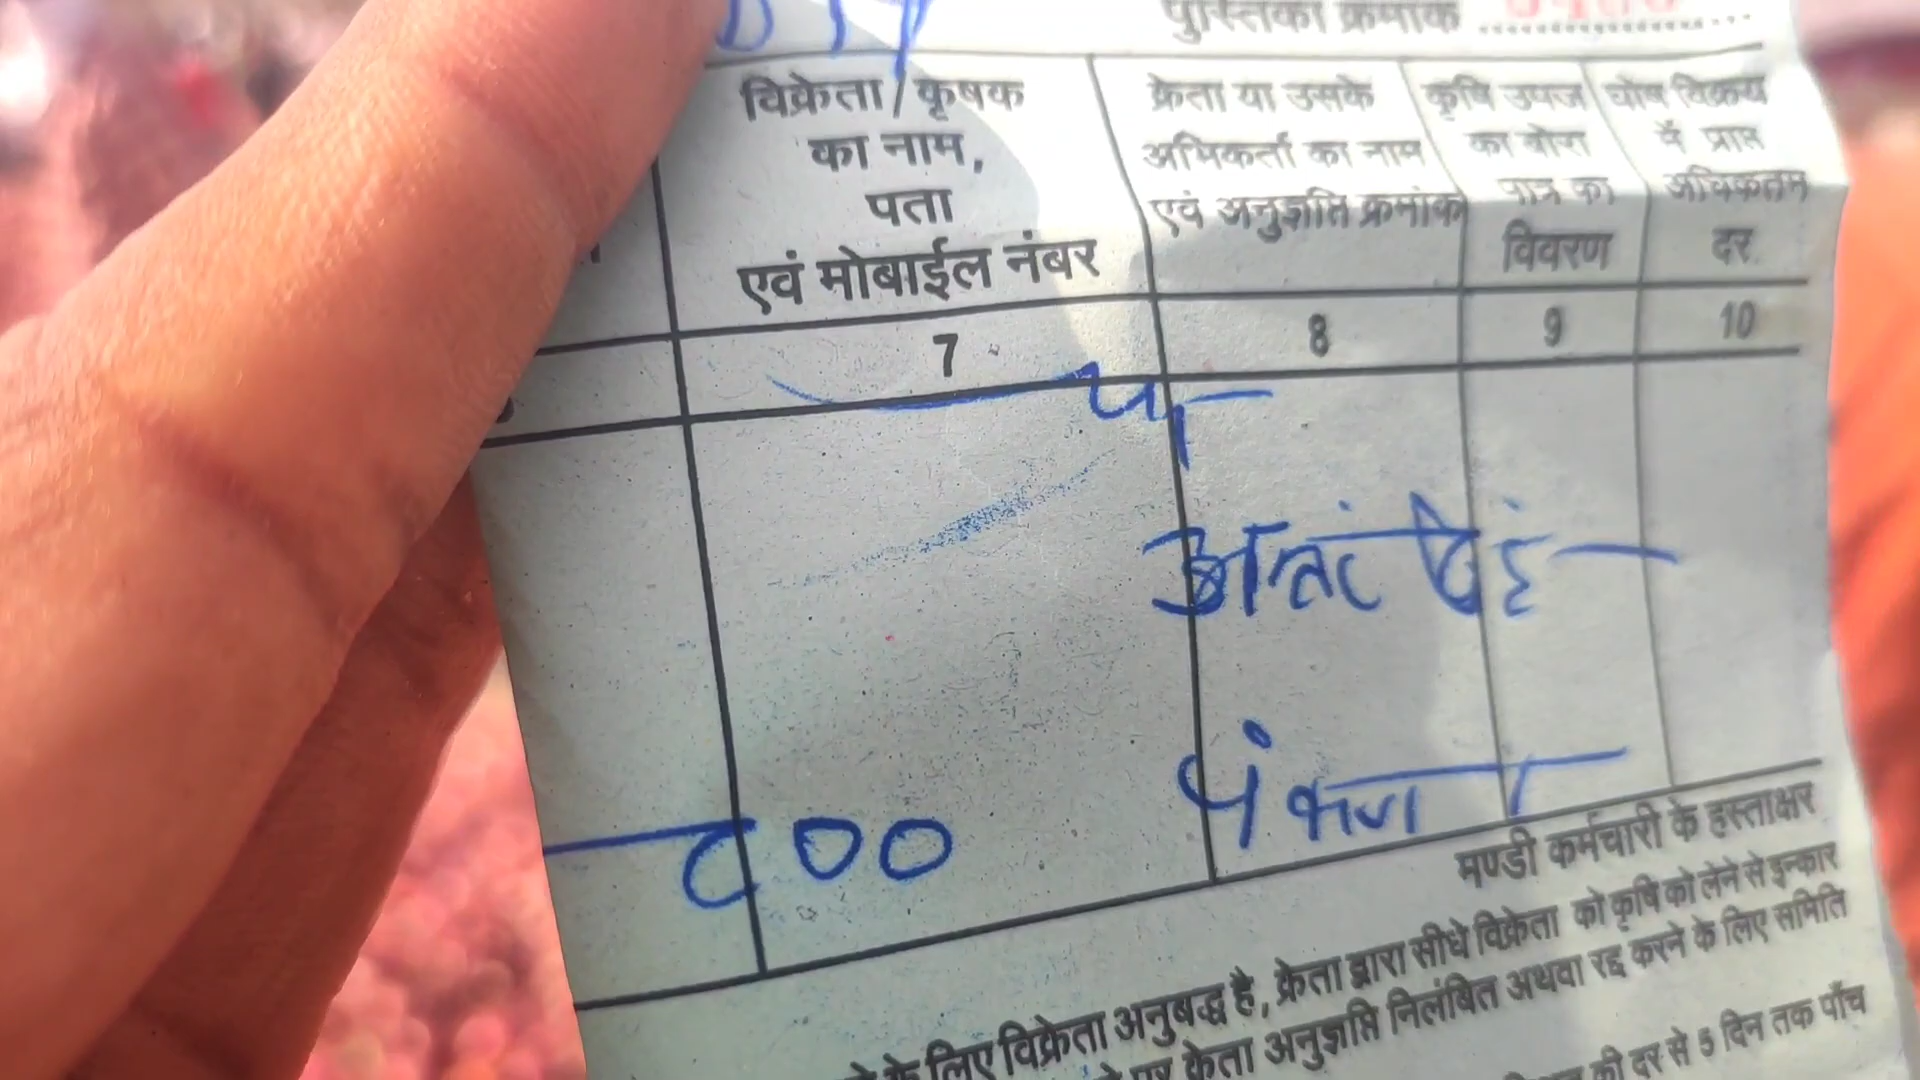 पुस्तिका क्रमांक
विक्रेता / कृषक
का नाम,
पता
एवं मोबाईल नंबर
क्रेता या उसके
अभिकर्ता का नाम
एवं अनुज्ञप्ति क्रमांक
कृषि उपज
का बोरा
पात्र का
विवरण
घोष विक्रय
में प्राप्त
अधिकतम
दर
7
8
9
10
८००
मण्डी कर्मचारी के हस्ताक्षर
के लिए विक्रेता अनुबद्ध है, क्रेता द्वारा सीधे विक्रेता को कृषि को लेने से इन्कार
पर क्रेता अनुज्ञप्ति निलंबित अथवा रद्द करने के लिए समिति
की दर से 5 दिन तक पाँच